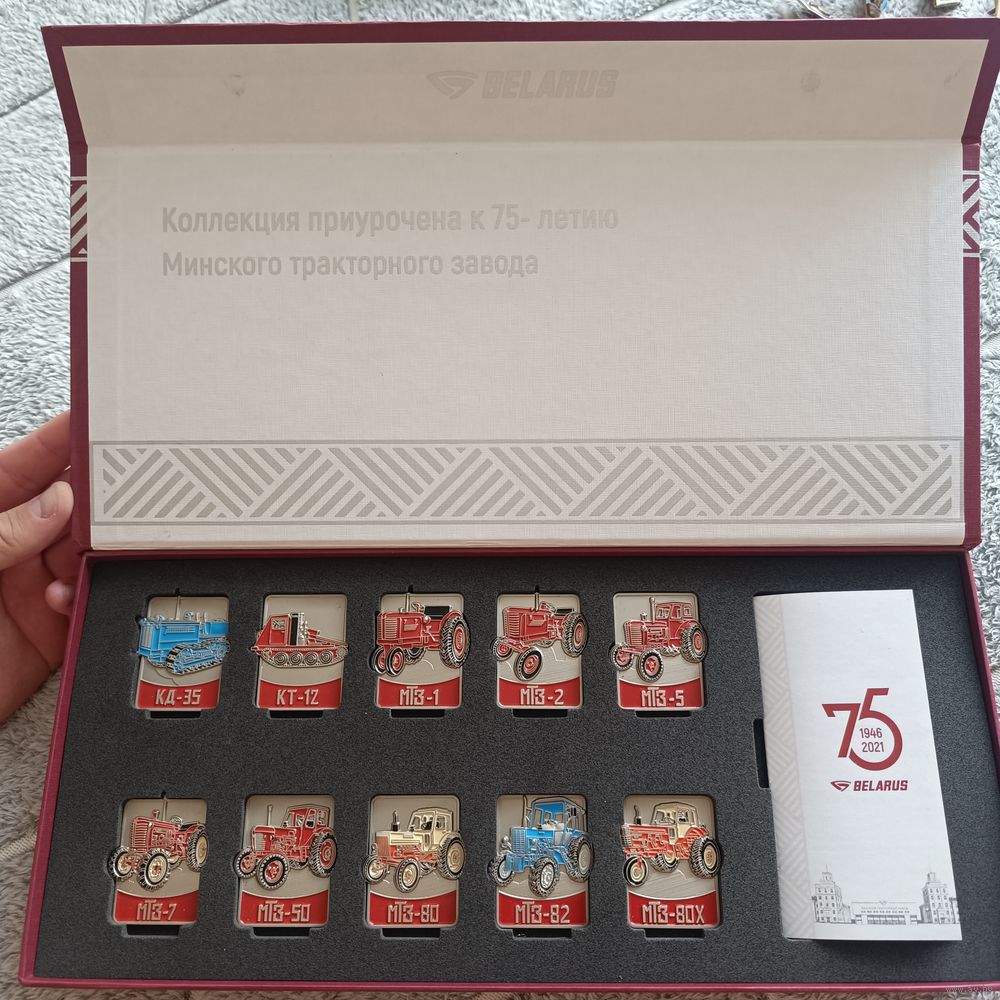 BELARUS
Коллекция приурочена к 75- летию
Минского тракторного завода
КД-35
КТ-12
МТЗ-1
МТЗ-2
МТЗ-5
МТЗ-7
МТЗ-50
МТЗ-80
МТЗ-82
МТЗ-80Х
75
1946
2021
BELARUS